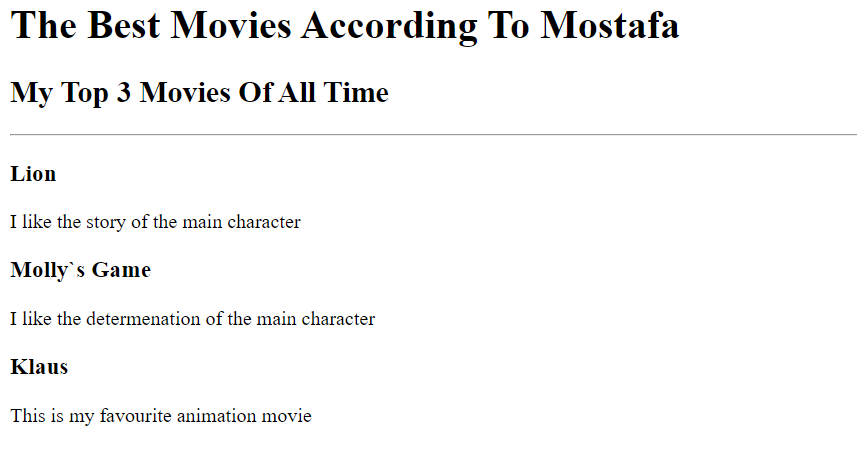 The Best Movies According To Mostafa
My Top 3 Movies Of All Time
Lion
I like the story of the main character
Molly`s Game
I like the determenation of the main character
Klaus
This is my favourite animation movie